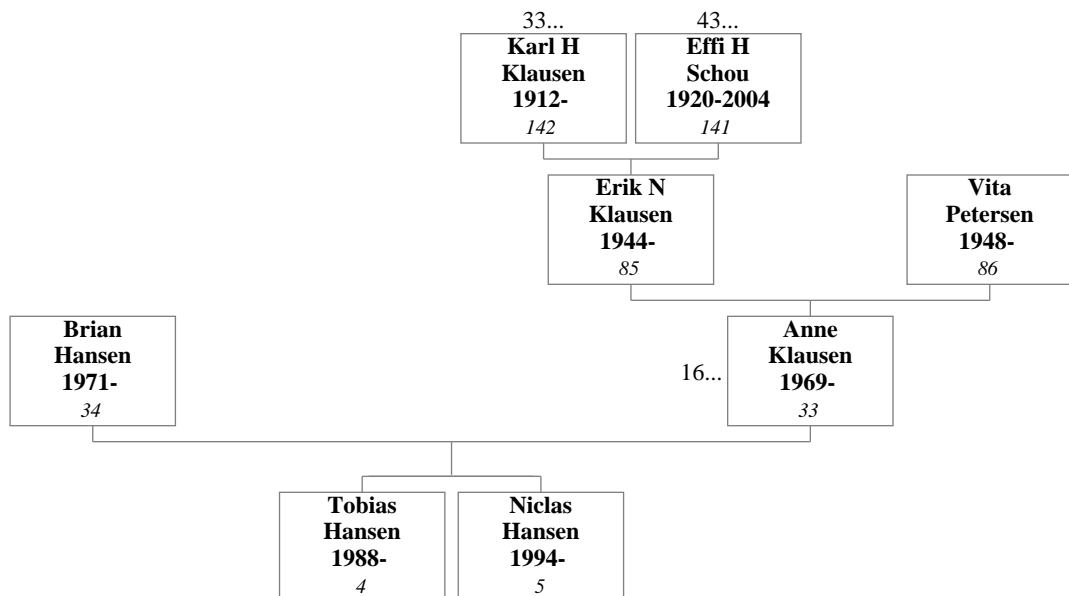 33...
43...
Karl H
Klausen
1912-
142
Effi H
Schou
1920-2004
141
Erik N
Klausen
1944-
85
Vita
Petersen
1948-
86
Brian
Hansen
1971-
34
16...
Anne
Klausen
1969-
33
Tobias
Hansen
1988-
4
Niclas
Hansen
1994-
5